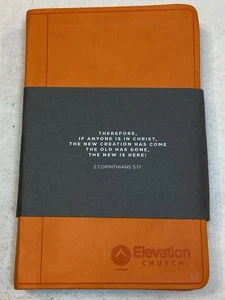 THEREFORE,
IF ANYONE IS IN CHRIST,
THE NEW CREATION HAS COME
THE OLD HAS GONE,
THE NEW IS HERE!
2 CORINTHIANS 5:17
Elevation
CHURCH